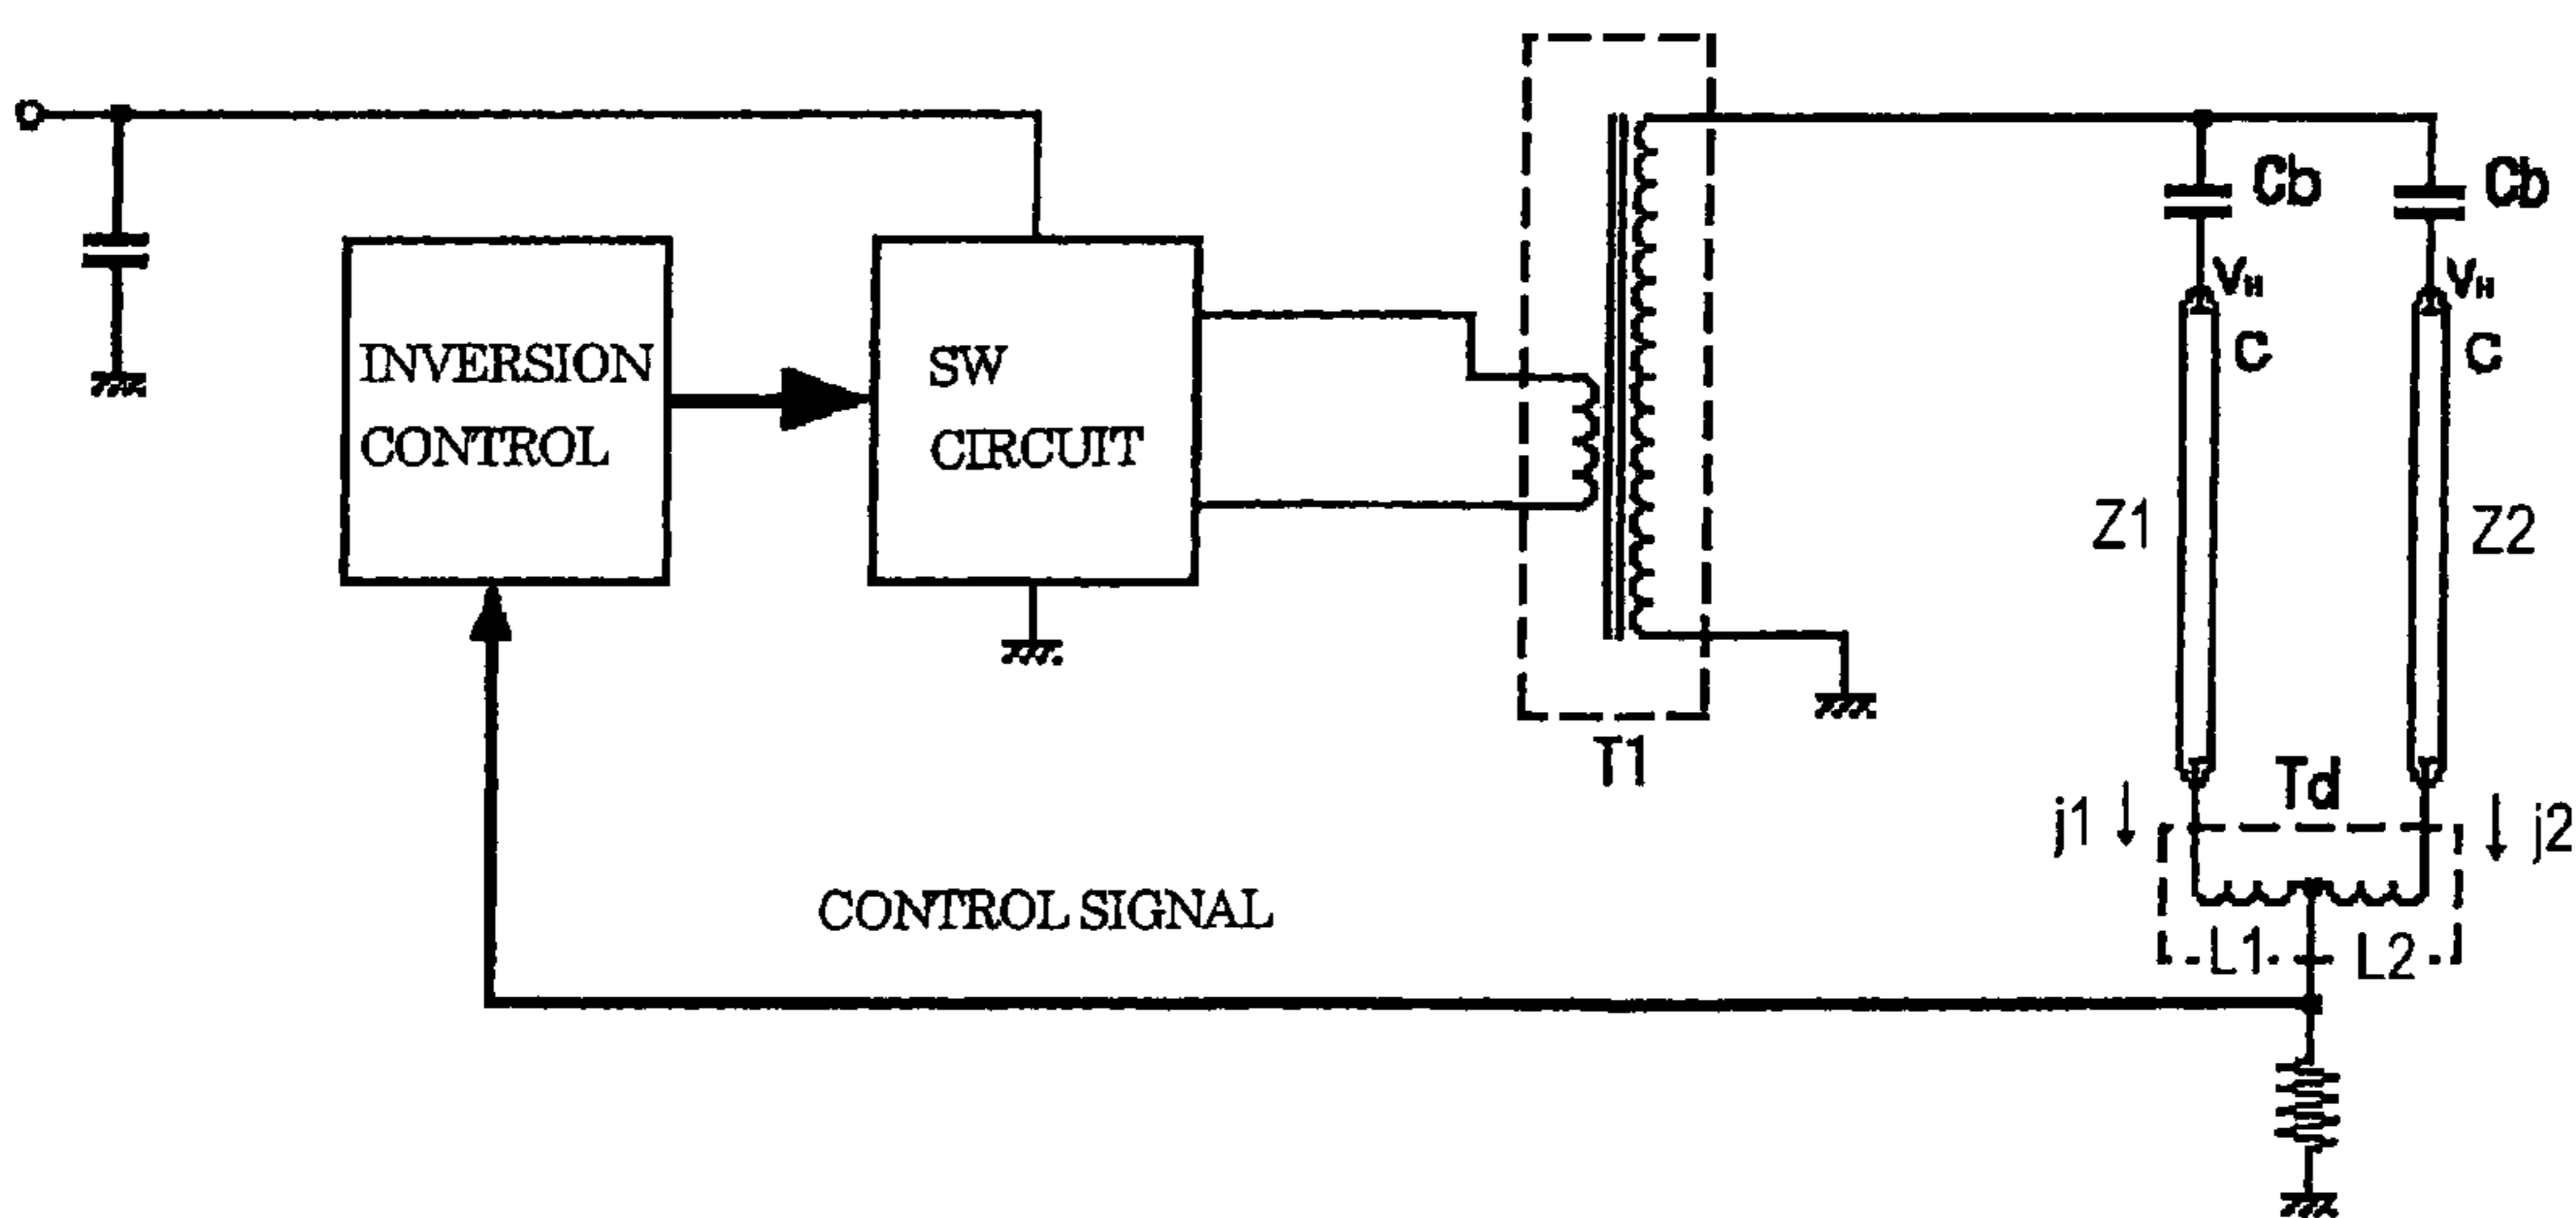 Cb
Cb
VH
VH
INVERSION
CONTROL
SW
CIRCUIT
C
C
Z1
Z2
T1
Td
j1
j2
CONTROL SIGNAL
L1
L2